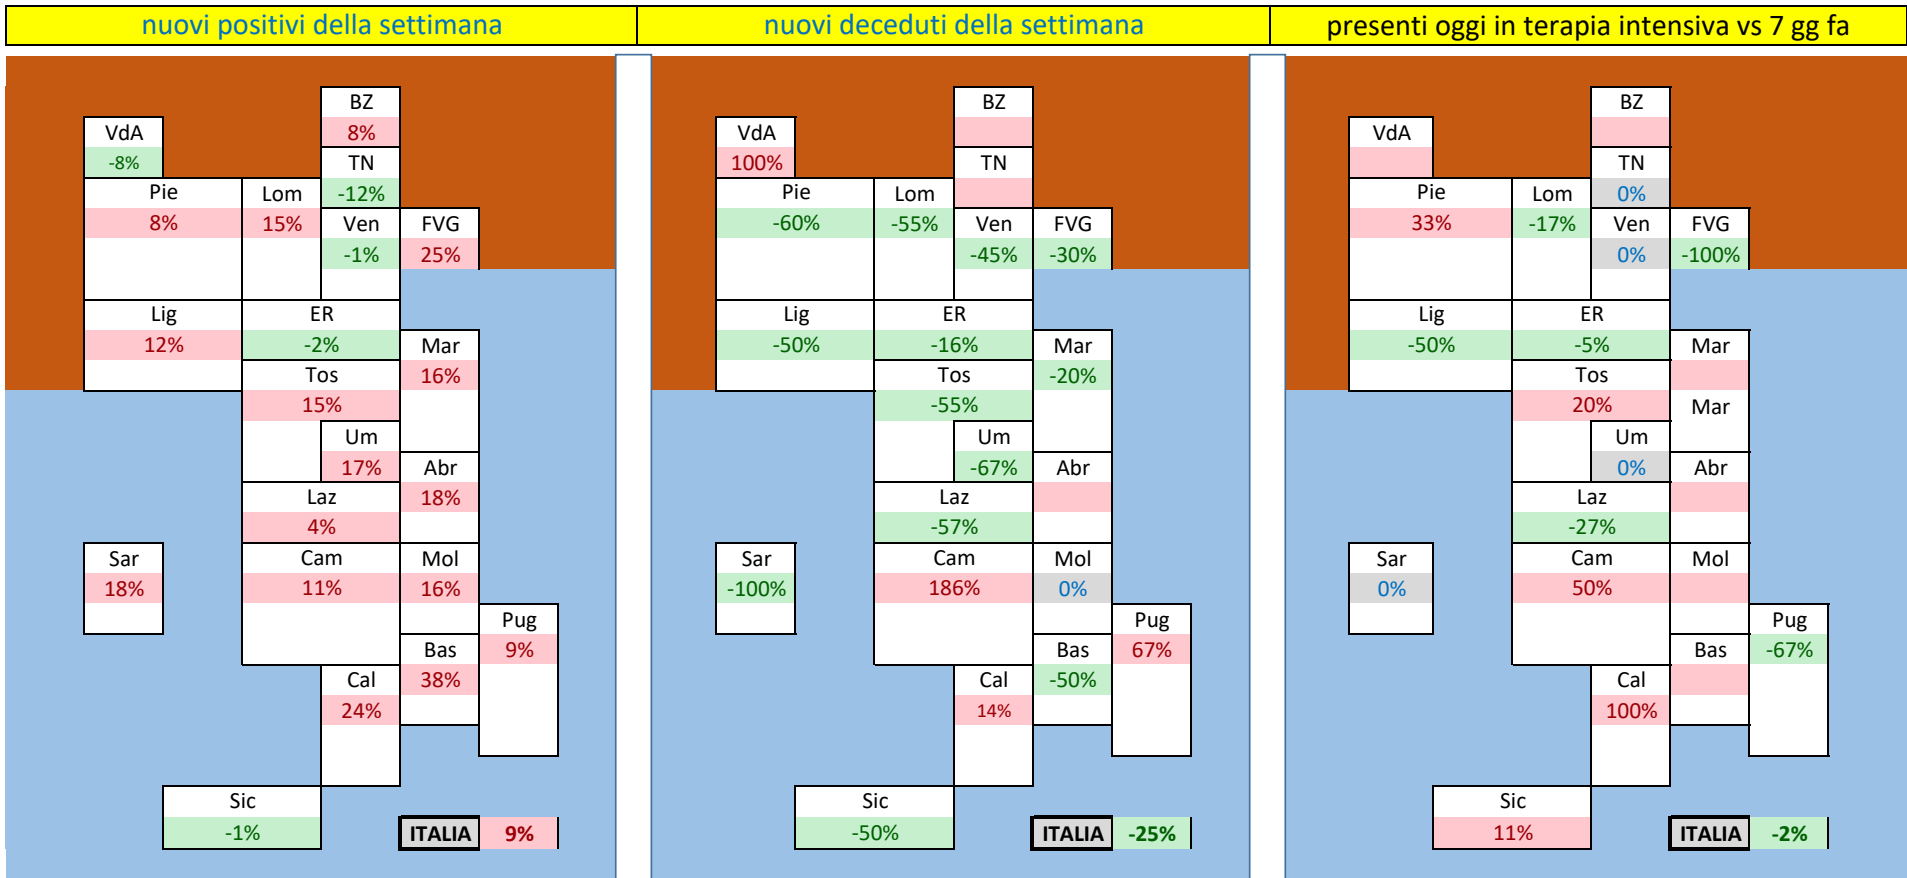 nuovi positivi della settimana
BZ
VdA 8%
-8% TN
Pie Lom -12%
8% 15% Ven FVG
-1% 25%
Lig ER
12% -2% Mar
Tos 16%
15%
Um
17% Abr
Laz 18%
4%
Sar Cam Mol
18% 11% 16%
Pug
Bas 9%
Cal 38%
24%
Sic
-1% ITALIA 9%
nuovi deceduti della settimana
BZ
VdA
100% TN
Pie Lom
-60% -55% Ven FVG
-45% -30%
Lig ER
-50% -16% Mar
Tos -20%
-55%
Um
-67% Abr
Laz
-57%
Sar Cam Mol
-100% 186% 0%
Pug
Bas 67%
Cal -50%
14%
Sic
-50% ITALIA -25%
presenti oggi in terapia intensiva vs 7 gg fa
BZ
VdA
TN
Pie Lom 0%
33% -17% Ven FVG
0% -100%
Lig ER
-50% -5% Mar
Tos
20% Mar
Um
0% Abr
Laz
-27%
Sar Cam Mol
0% 50%
Pug
Bas -67%
Cal
100%
Sic
11% ITALIA -2%